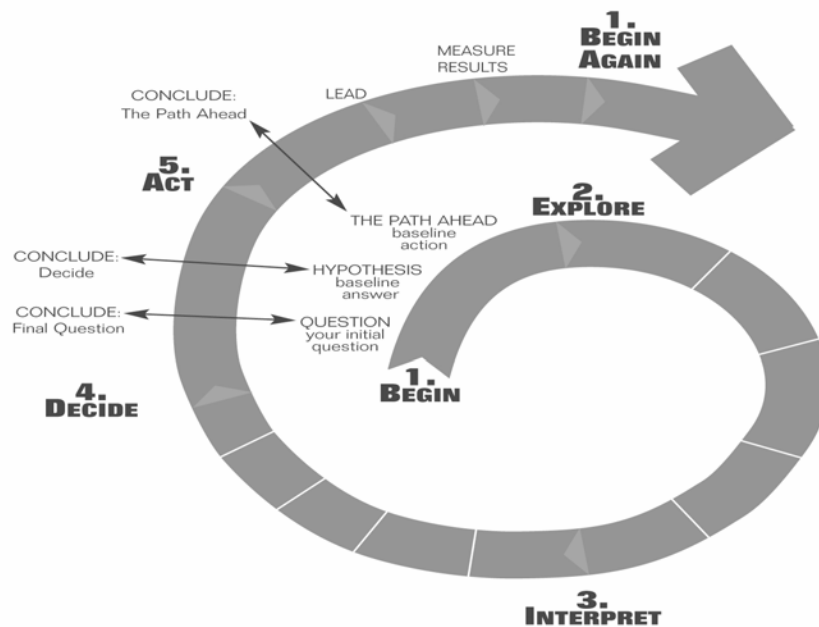 1.
BEGIN
AGAIN
MEASURE
RESULTS
LEAD
CONCLUDE:
The Path Ahead
5.
ACT
2.
EXPLORE
THE PATH AHEAD
baseline
action
CONCLUDE:
Decide
HYPOTHESIS
baseline
answer
CONCLUDE:
Final Question
QUESTION
your initial
question
1.
BEGIN
4.
DECIDE
3.
INTERPRET